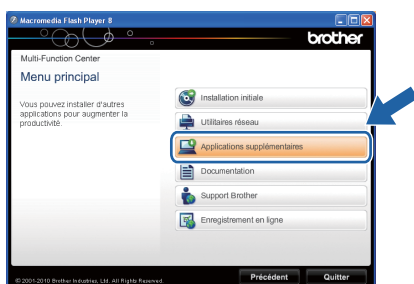 Macromedia Flash Player 8
brother
Multi-Function Center
Menu principal
Vous pouvez installer d'autres
applications pour augmenter la
productivité.
Installation initiale
Utilitaires réseau
Applications supplémentaires
Documentation
Support Brother
Enregistrement en ligne
© 2001-2010 Brother Industries, Ltd. All Rights Reserved.
Précédent
Quitter